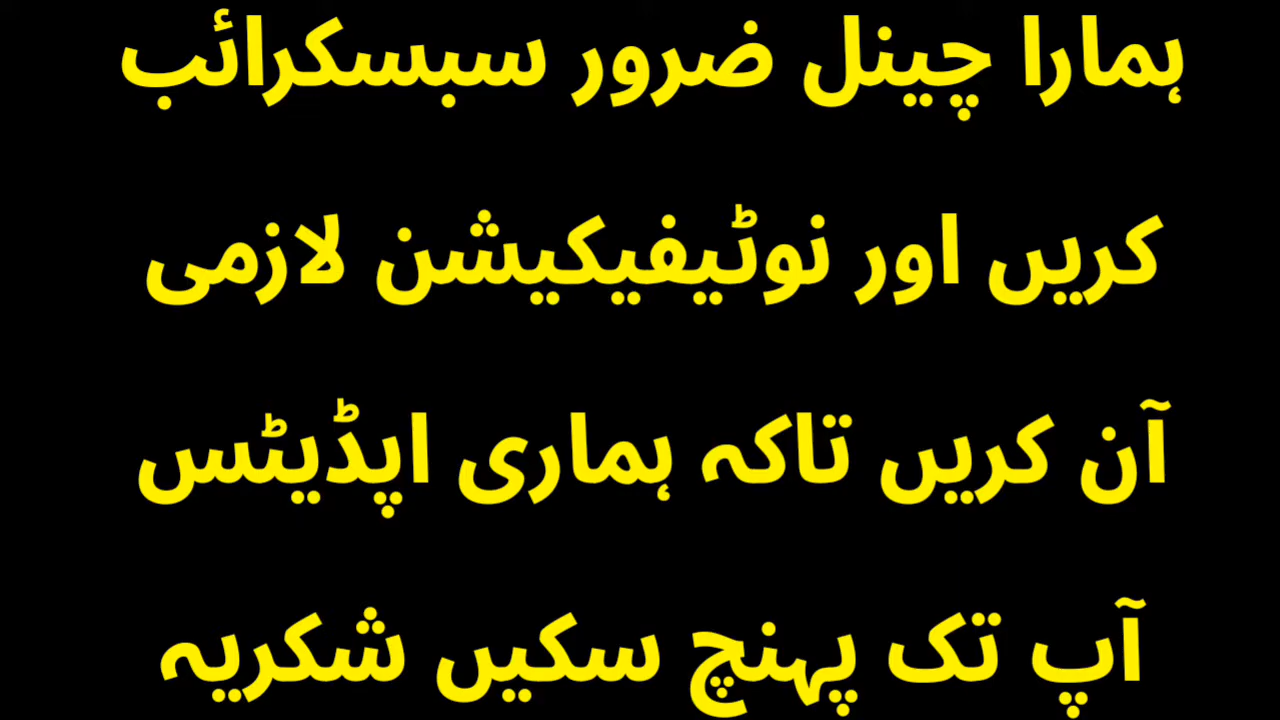 ہمارا چینل ضرور سبسکرائب
کریں اور نوٹیفیکیشن لازمی
آن کریں تاکہ ہماری اپڈیٹس
آپ تک پہنچ سکیں شکریہ